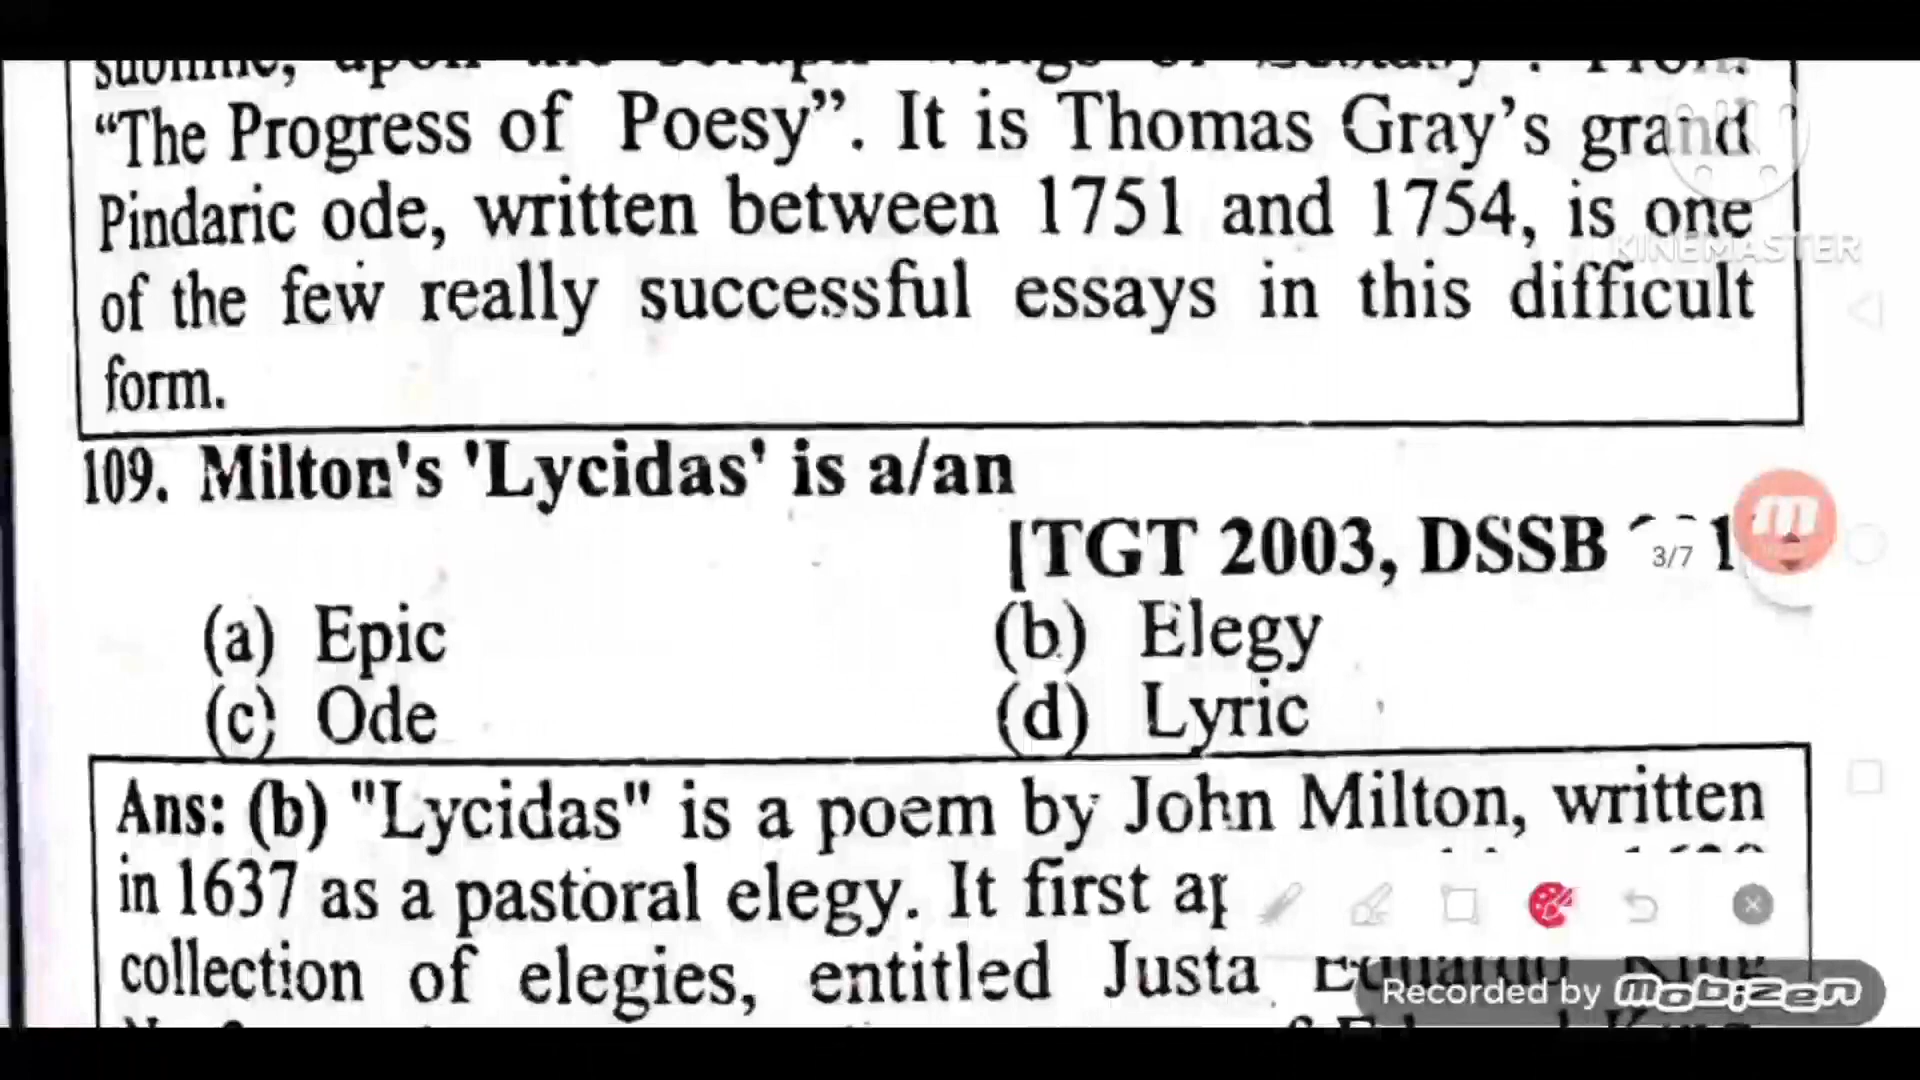 “The Progress of Poesy”. It is Thomas Gray’s grand
Pindaric ode, written between 1751 and 1754, is one
of the few really successful essays in this difficult
form.
KINEMASTER
109. Milton's 'Lycidas' is a/an
[TGT 2003, DSSB
3/7
(a) Epic (b) Elegy
(c) Ode (d) Lyric
Ans: (b) "Lycidas" is a poem by John Milton, written
in 1637 as a pastoral elegy. It first
collection of elegies, entitled Justa
Recorded by mobizen